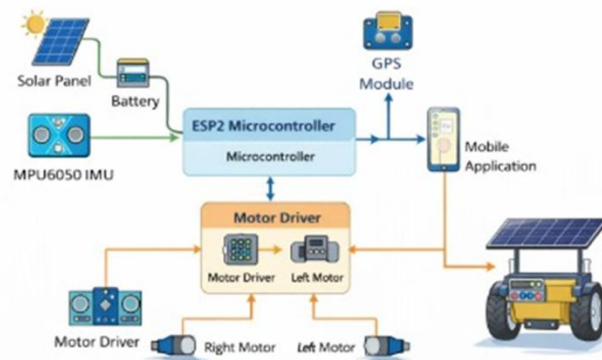 Solar Panel
Battery
MPU6050 IMU
ESP2 Microcontroller
Microcontroller
GPS
Module
Mobile
Application
Motor Driver
Motor Driver
Left Motor
Motor Driver
Right Motor
Left Motor